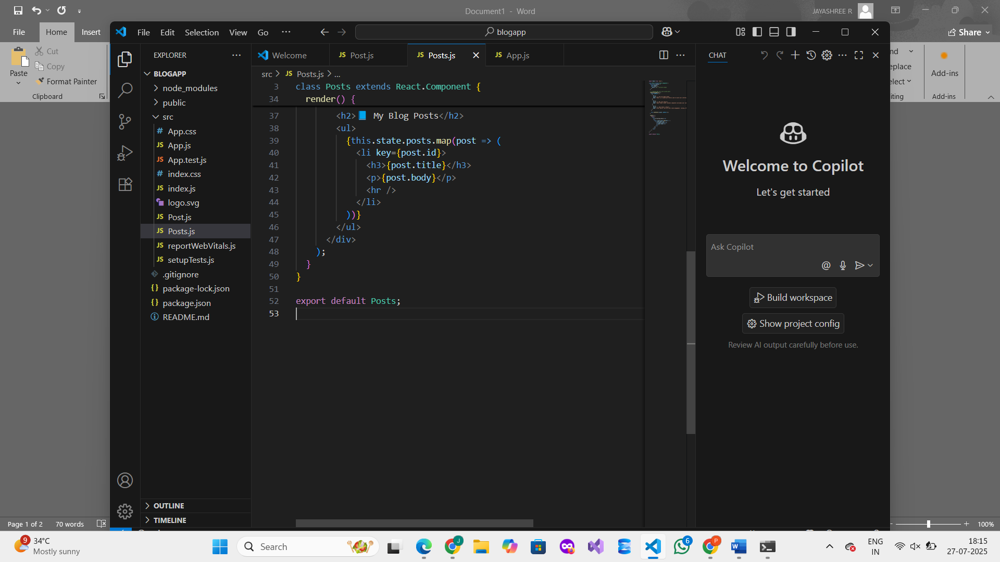 Document1 - Word
JAYASHREE R
File
Home
Insert
Share
Paste
Cut
Copy
Format Painter
Clipboard
nd
eplace
elect
iting
Add-ins
Add-ins
File
Edit
Selection
View
Go
blogapp
EXPLORER
BLOGAPP
node_modules
public
src
App.css
App.js
App.test.js
index.css
index.js
logo.svg
Post.js
Posts.js
reportWebVitals.js
setupTests.js
.gitignore
package-lock.json
package.json
README.md
OUTLINE
TIMELINE
Welcome
Post.js
Posts.js
App.js
src > JS Posts.js > ...
3 class Posts extends React.Component {
34 render() {
37 <h2>📘 My Blog Posts</h2>
38 <ul>
39 {this.state.posts.map(post => (
40 <li key={post.id}>
41 <h3>{post.title}</h3>
42 <p>{post.body}</p>
43 <hr />
44 </li>
45 ))}
46 </ul>
47 </div>
48 );
49 }
50 }
51
52 export default Posts;
53
CHAT
Welcome to Copilot
Let's get started
Ask Copilot
Build workspace
Show project config
Review AI output carefully before use.
Page 1 of 2
70 words
100%
9
34°C
Mostly sunny
Search
J
6
P
ENG
IN
18:15
27-07-2025